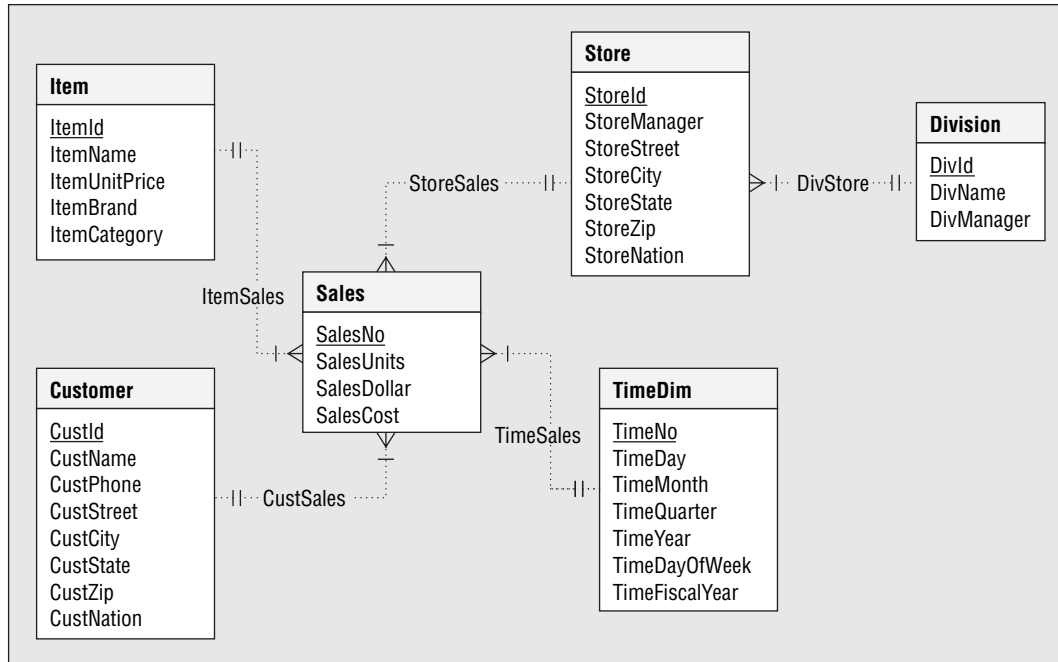 Item
ItemId
ItemName
ItemUnitPrice
ItemBrand
ItemCategory
Store
StoreId
StoreManager
StoreStreet
StoreCity
StoreState
StoreZip
StoreNation
Division
DivId
DivName
DivManager
StoreSales
DivStore
ItemSales
Sales
SalesNo
SalesUnits
SalesDollar
SalesCost
Customer
CustId
CustName
CustPhone
CustStreet
CustCity
CustState
CustZip
CustNation
CustSales
TimeSales
TimeDim
TimeNo
TimeDay
TimeMonth
TimeQuarter
TimeYear
TimeDayOfWeek
TimeFiscalYear